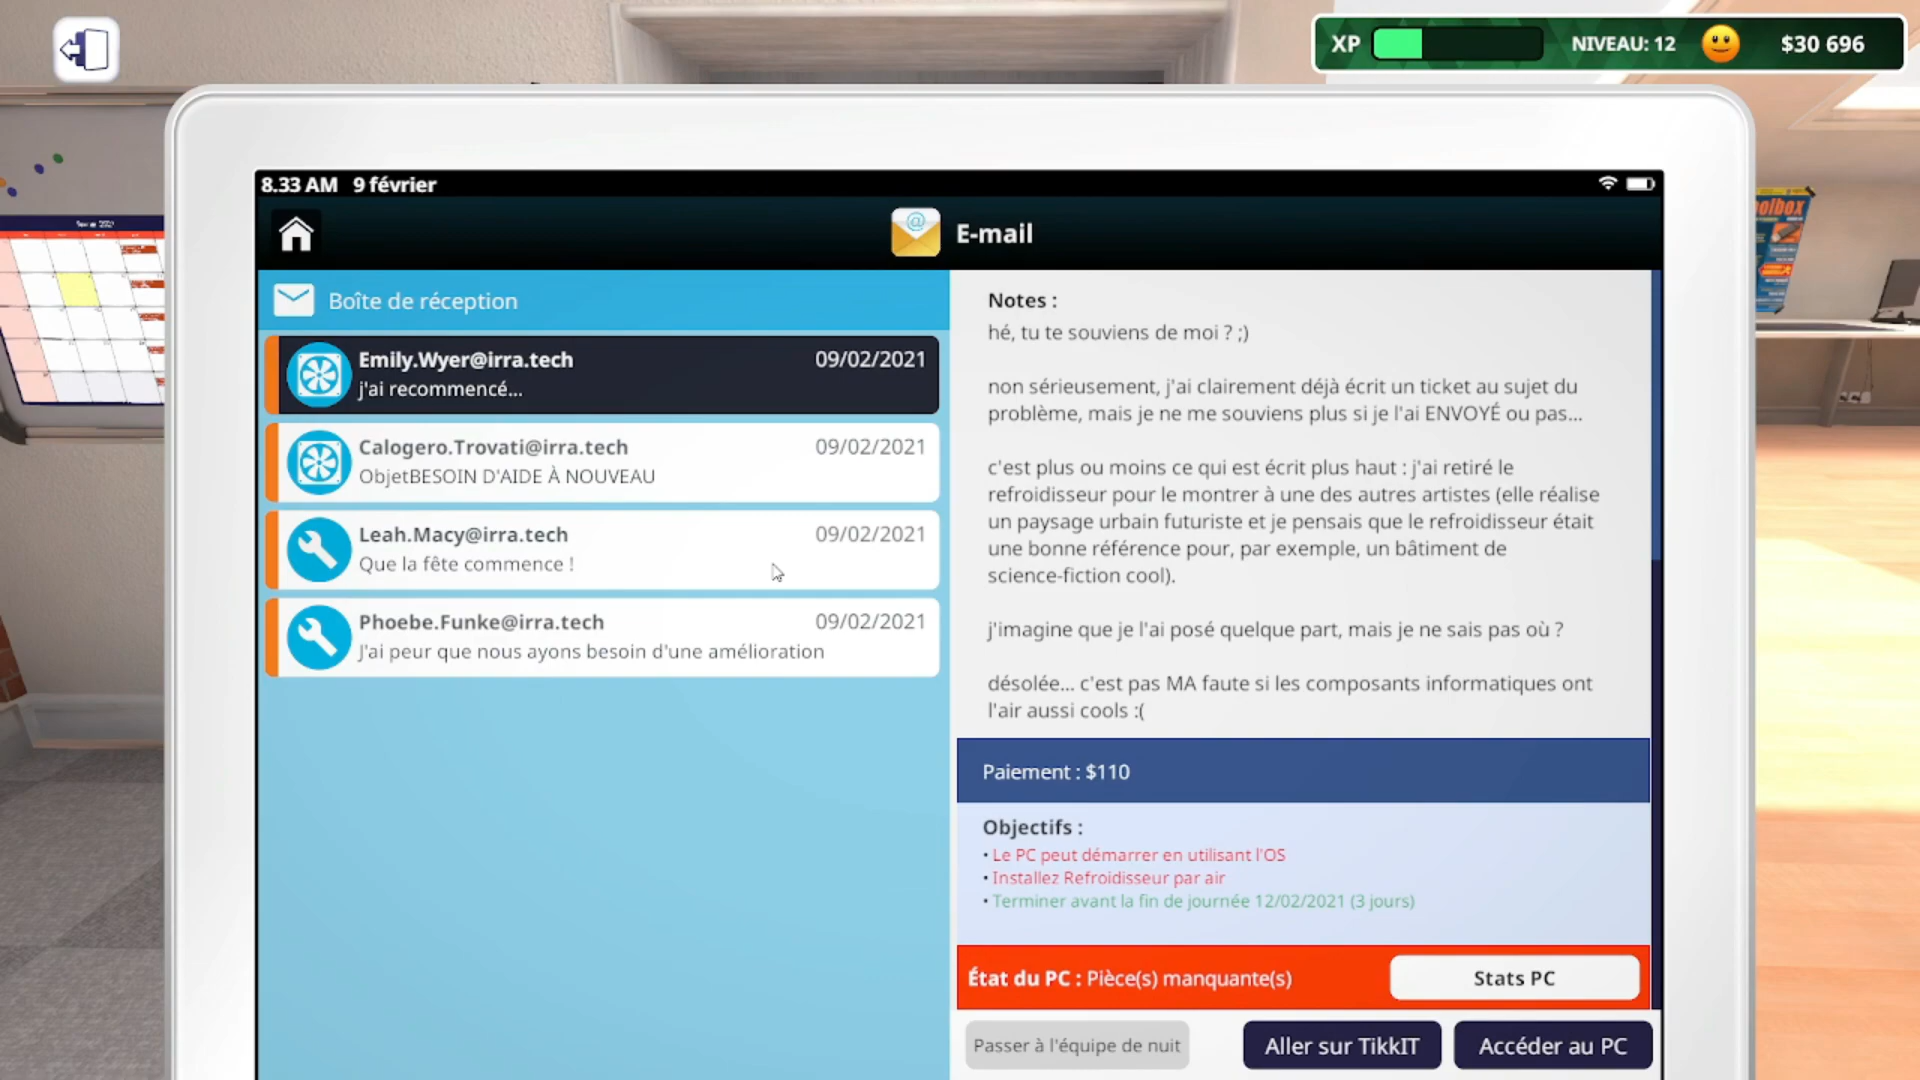 XP
NIVEAU: 12
$30 696
8.33 AM 9 février
E-mail
Boîte de réception
Emily.Wyer@irra.tech
09/02/2021
j'ai recommencé...
Calogero.Trovati@irra.tech
09/02/2021
ObjetBESOIN D'AIDE À NOUVEAU
Leah.Macy@irra.tech
09/02/2021
Que la fête commence !
Phoebe.Funke@irra.tech
09/02/2021
J'ai peur que nous ayons besoin d'une amélioration
Notes :
hé, tu te souviens de moi ? ;)
non sérieusement, j'ai clairement déjà écrit un ticket au sujet du
problème, mais je ne me souviens plus si je l'ai ENVOYÉ ou pas...
c'est plus ou moins ce qui est écrit plus haut : j'ai retiré le
refroidisseur pour le montrer à une des autres artistes (elle réalise
un paysage urbain futuriste et je pensais que le refroidisseur était
une bonne référence pour, par exemple, un bâtiment de
science-fiction cool).
j'imagine que je l'ai posé quelque part, mais je ne sais pas où ?
désolée... c'est pas MA faute si les composants informatiques ont
l'air aussi cools :(
Paiement : $110
Objectifs :
• Le PC peut démarrer en utilisant l'OS
• Installez Refroidisseur par air
• Terminer avant la fin de journée 12/02/2021 (3 jours)
État du PC : Pièce(s) manquante(s)
Stats PC
Passer à l'équipe de nuit
Aller sur TikkIT
Accéder au PC
olbox